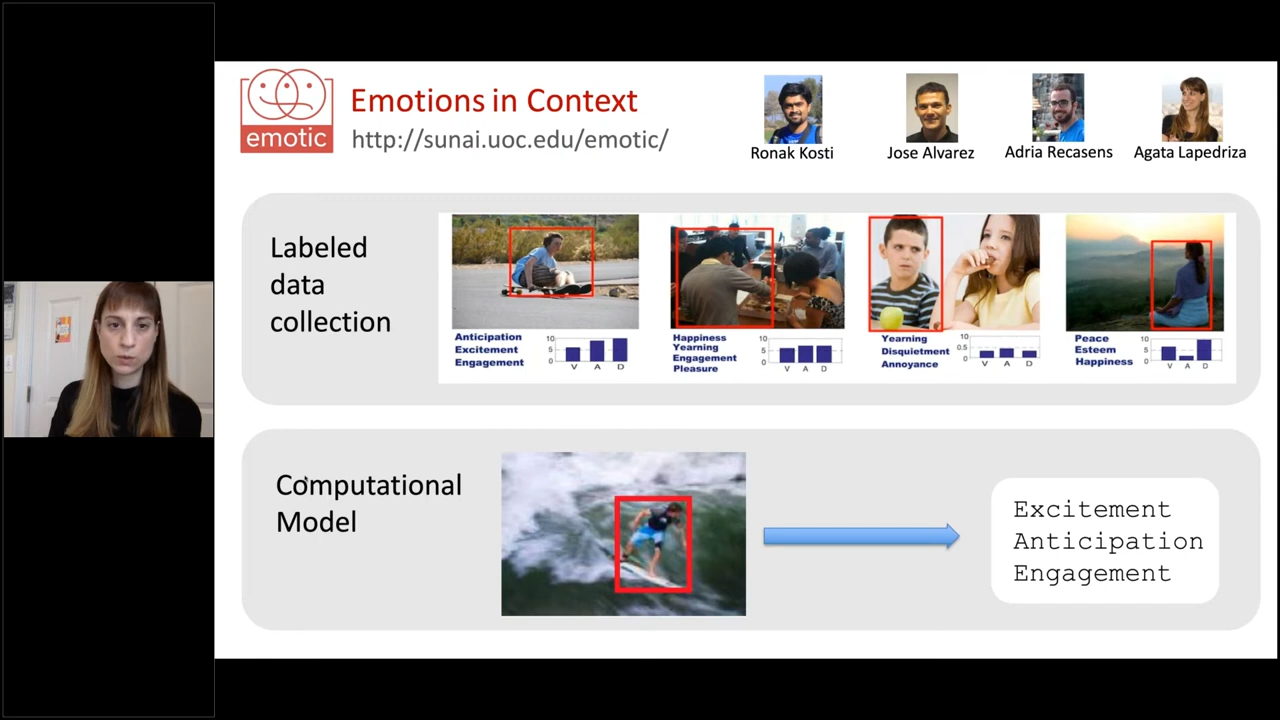 emotic
Emotions in Context
http://sunai.uoc.edu/emotic/
Ronak Kosti
Jose Alvarez
Adria Recasens
Agata Lapedriza
Labeled
data
collection
Anticipation
Excitement
Engagement
10
5
0
V A D
Happiness
Yearning
Engagement
Pleasure
10
5
0
V A D
Yearning
Disquietment
Annoyance
10
0.5
0
V A D
Peace
Esteem
Happiness
10
5
0
V A D
Computational
Model
Excitement
Anticipation
Engagement